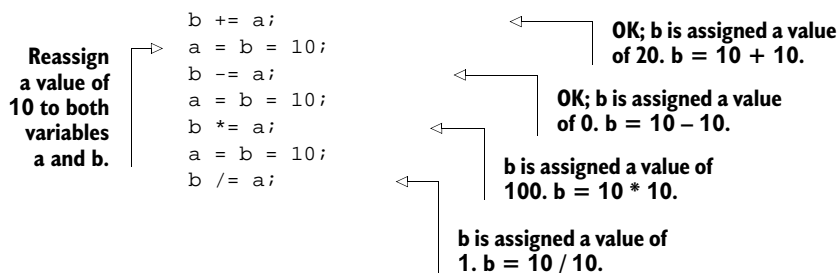 b += a;
a = b = 10;
b -= a;
a = b = 10;
b *= a;
a = b = 10;
b /= a;
Reassign
a value of
10 to both
variables
a and b.
OK; b is assigned a value
of 20. b = 10 + 10.
OK; b is assigned a value
of 0. b = 10 – 10.
b is assigned a value of
100. b = 10 * 10.
b is assigned a value of
1. b = 10 / 10.